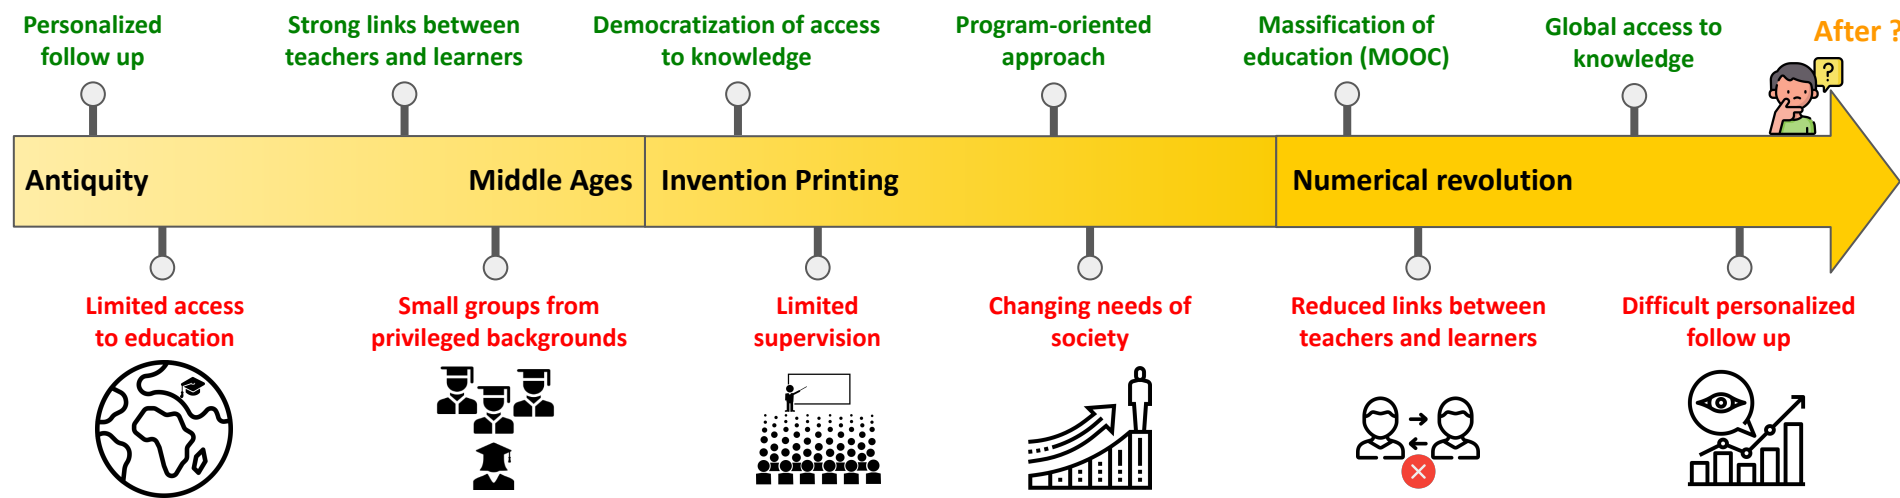 Personalized
follow up
Strong links between
teachers and learners
Democratization of access
to knowledge
Program-oriented
approach
Massification of
education (MOOC)
Global access to
knowledge
After ?
?
Antiquity
Middle Ages
Invention Printing
Numerical revolution
Limited access
to education
Small groups from
privileged backgrounds
Limited
supervision
Changing needs of
society
Reduced links between
teachers and learners
Difficult personalized
follow up